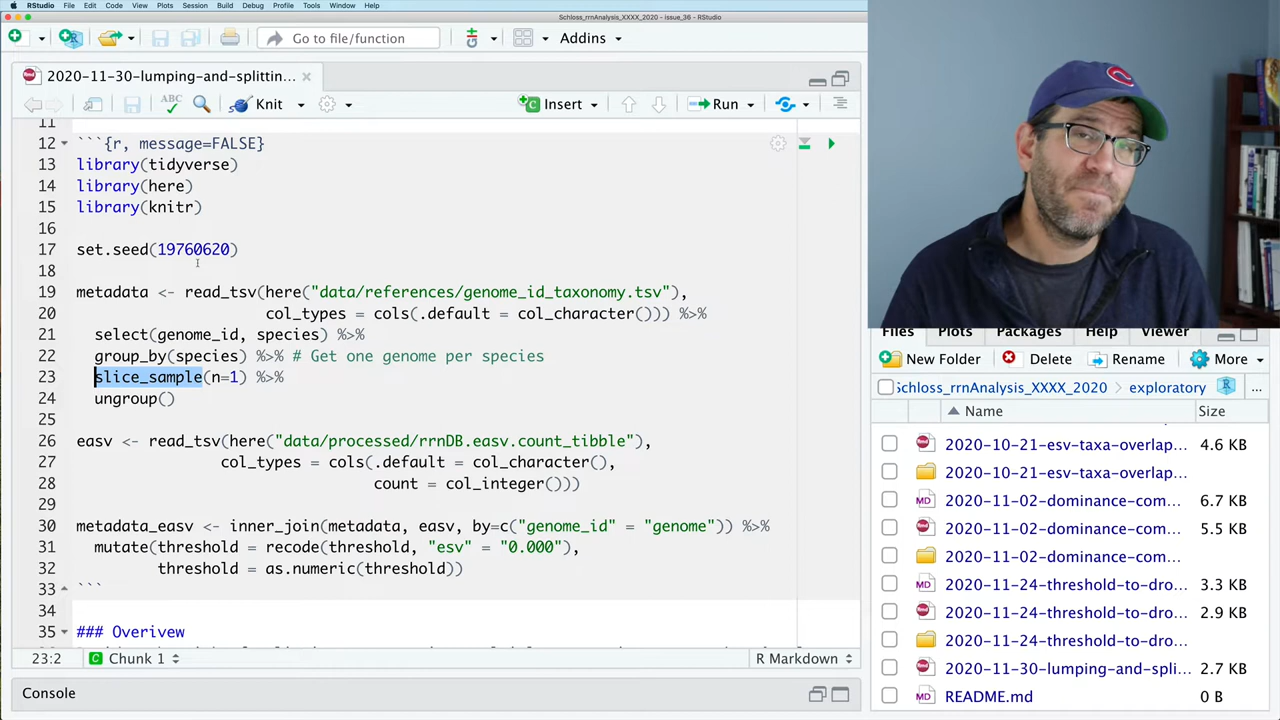 RStudio File Edit Code View Plots Session Build Debug Profile Tools Window Help
Schloss_rrnAnalysis_XXXX_2020 - issue_36 - RStudio
Go to file/function Addins
2020-11-30-lumping-and-splittin...
ABC Knit Insert Run
11
12 ```{r, message=FALSE}
13 library(tidyverse)
14 library(here)
15 library(knitr)
16
17 set.seed(19760620)
18
19 metadata <- read_tsv(here("data/references/genome_id_taxonomy.tsv"),
20 col_types = cols(.default = col_character())) %>%
21 select(genome_id, species) %>%
22 group_by(species) %>% # Get one genome per species
23 slice_sample(n=1) %>%
24 ungroup()
25
26 easv <- read_tsv(here("data/processed/rrnDB.easv.count_tibble"),
27 col_types = cols(.default = col_character(),
28 count = col_integer()))
29
30 metadata_easv <- inner_join(metadata, easv, by=c("genome_id" = "genome")) %>%
31 mutate(threshold = recode(threshold, "esv" = "0.000"),
32 threshold = as.numeric(threshold))
33 ```
34
35 ### Overivew
23:2 Chunk 1 R Markdown
Console
Files Plots Packages Help Viewer
New Folder Delete Rename More
Schloss_rrnAnalysis_XXXX_2020 exploratory ...
Name Size
2020-10-21-esv-taxa-overlap... 4.6 KB
2020-10-21-esv-taxa-overlap...
2020-11-02-dominance-com... 6.7 KB
2020-11-02-dominance-com... 5.5 KB
2020-11-02-dominance-com...
2020-11-24-threshold-to-dro... 3.3 KB
2020-11-24-threshold-to-dro... 2.9 KB
2020-11-24-threshold-to-dro...
2020-11-30-lumping-and-spli... 2.7 KB
README.md 0 B